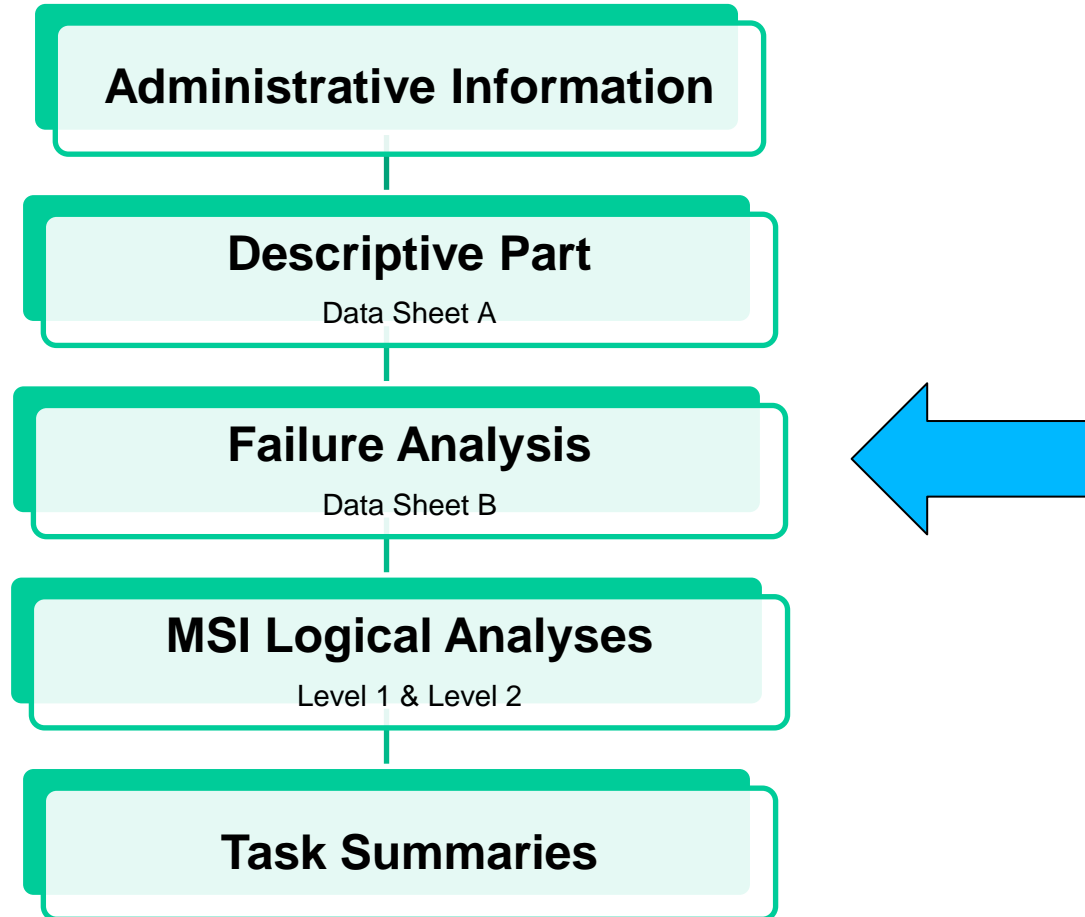 Administrative Information
Descriptive Part
Data Sheet A
Failure Analysis
Data Sheet B
MSI Logical Analyses
Level 1 & Level 2
Task Summaries